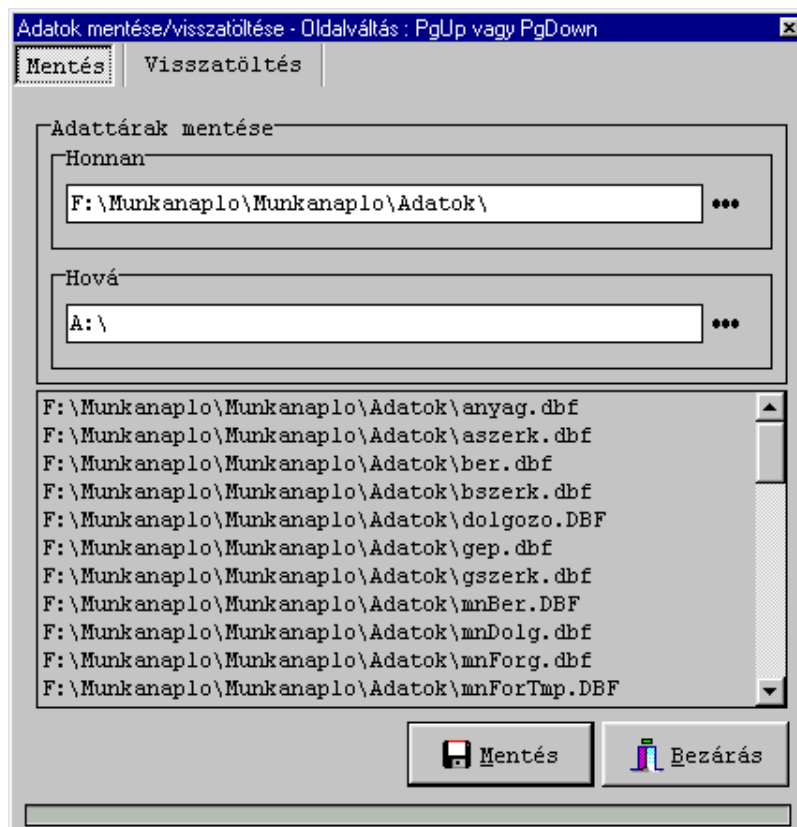 Adatok mentése/visszatöltése - Oldalváltás : PgUp vagy PgDown
Mentés Visszatöltés
Adattárak mentése
Honnan
F:\Munkanaplo\Munkanaplo\Adatok\
Hová
A:\
F:\Munkanaplo\Munkanaplo\Adatok\anyag.dbf
F:\Munkanaplo\Munkanaplo\Adatok\aszerk.dbf
F:\Munkanaplo\Munkanaplo\Adatok\ber.dbf
F:\Munkanaplo\Munkanaplo\Adatok\bszerk.dbf
F:\Munkanaplo\Munkanaplo\Adatok\dolgozo.DBF
F:\Munkanaplo\Munkanaplo\Adatok\gep.dbf
F:\Munkanaplo\Munkanaplo\Adatok\gszerk.dbf
F:\Munkanaplo\Munkanaplo\Adatok\mnBer.DBF
F:\Munkanaplo\Munkanaplo\Adatok\mnDolg.dbf
F:\Munkanaplo\Munkanaplo\Adatok\mnForg.dbf
F:\Munkanaplo\Munkanaplo\Adatok\mnForTmp.DBF
Mentés Bezárás